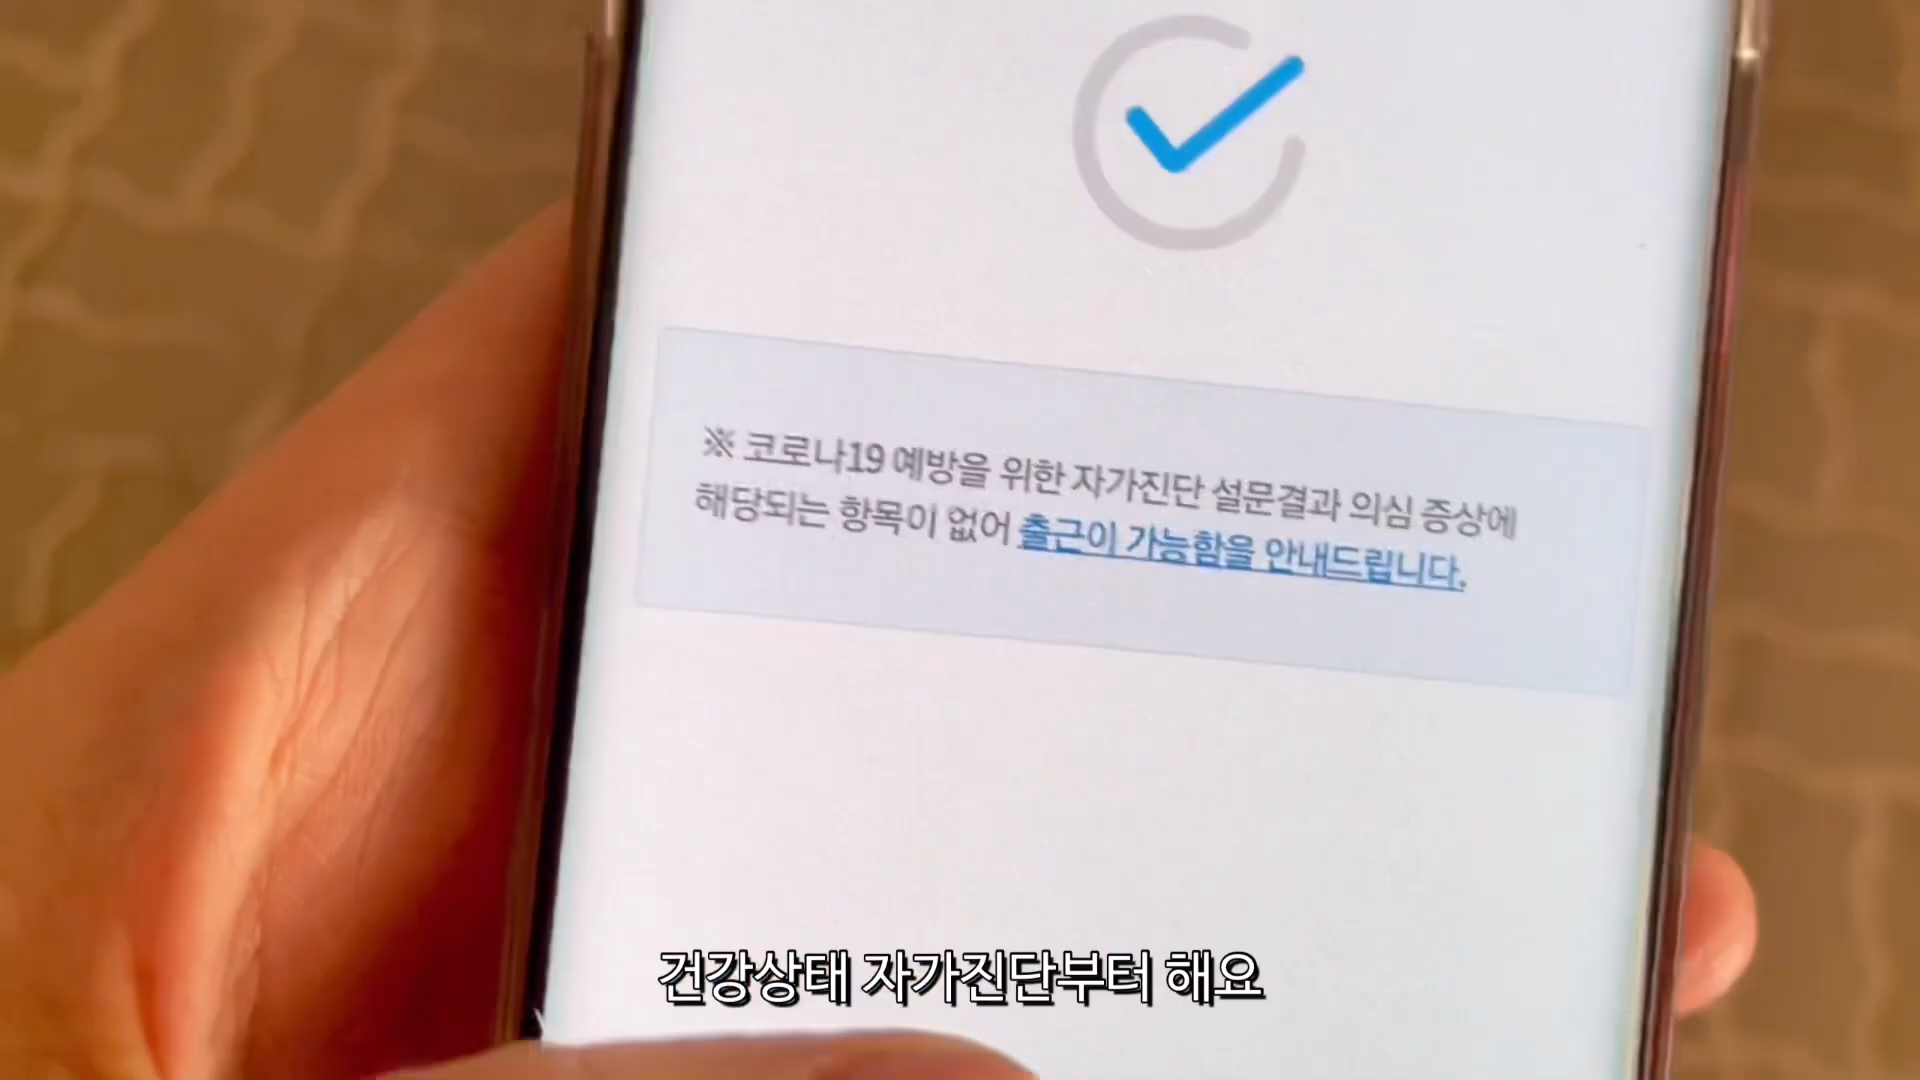 ※ 코로나19 예방을 위한 자가진단 설문결과 의심 증상에
해당되는 항목이 없어 출근이 가능함을 안내드립니다.
건강상태 자가진단부터 해요